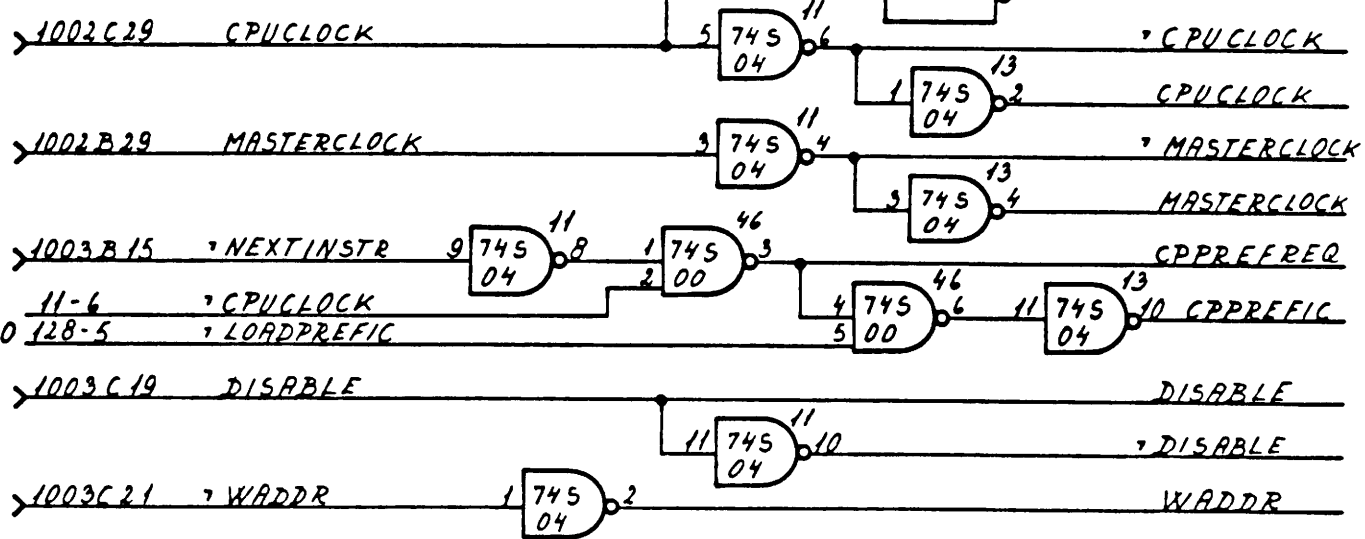 11
1002C29 CPUCLOCK 5 74S 04 6 ' CPUCLOCK
13
1 74S 04 2 CPUCLOCK
11
1002B29 MASTERCLOCK 3 74S 04 4 ' MASTERCLOCK
13
3 74S 04 4 MASTERCLOCK
11 46
1003B15 ' NEXTINSTR 9 74S 04 8 1 2 74S 00 3 CPPREFREQ
46 13
11-6 ' CPUCLOCK 4 5 74S 00 6 11 74S 04 10 CPPREFIC
0 128-5 ' LOADPREFIC
1003C19 DISABLE DISABLE
11
11 74S 04 10 ' DISABLE
1003C21 ' WADDR 1 74S 04 2 WADDR